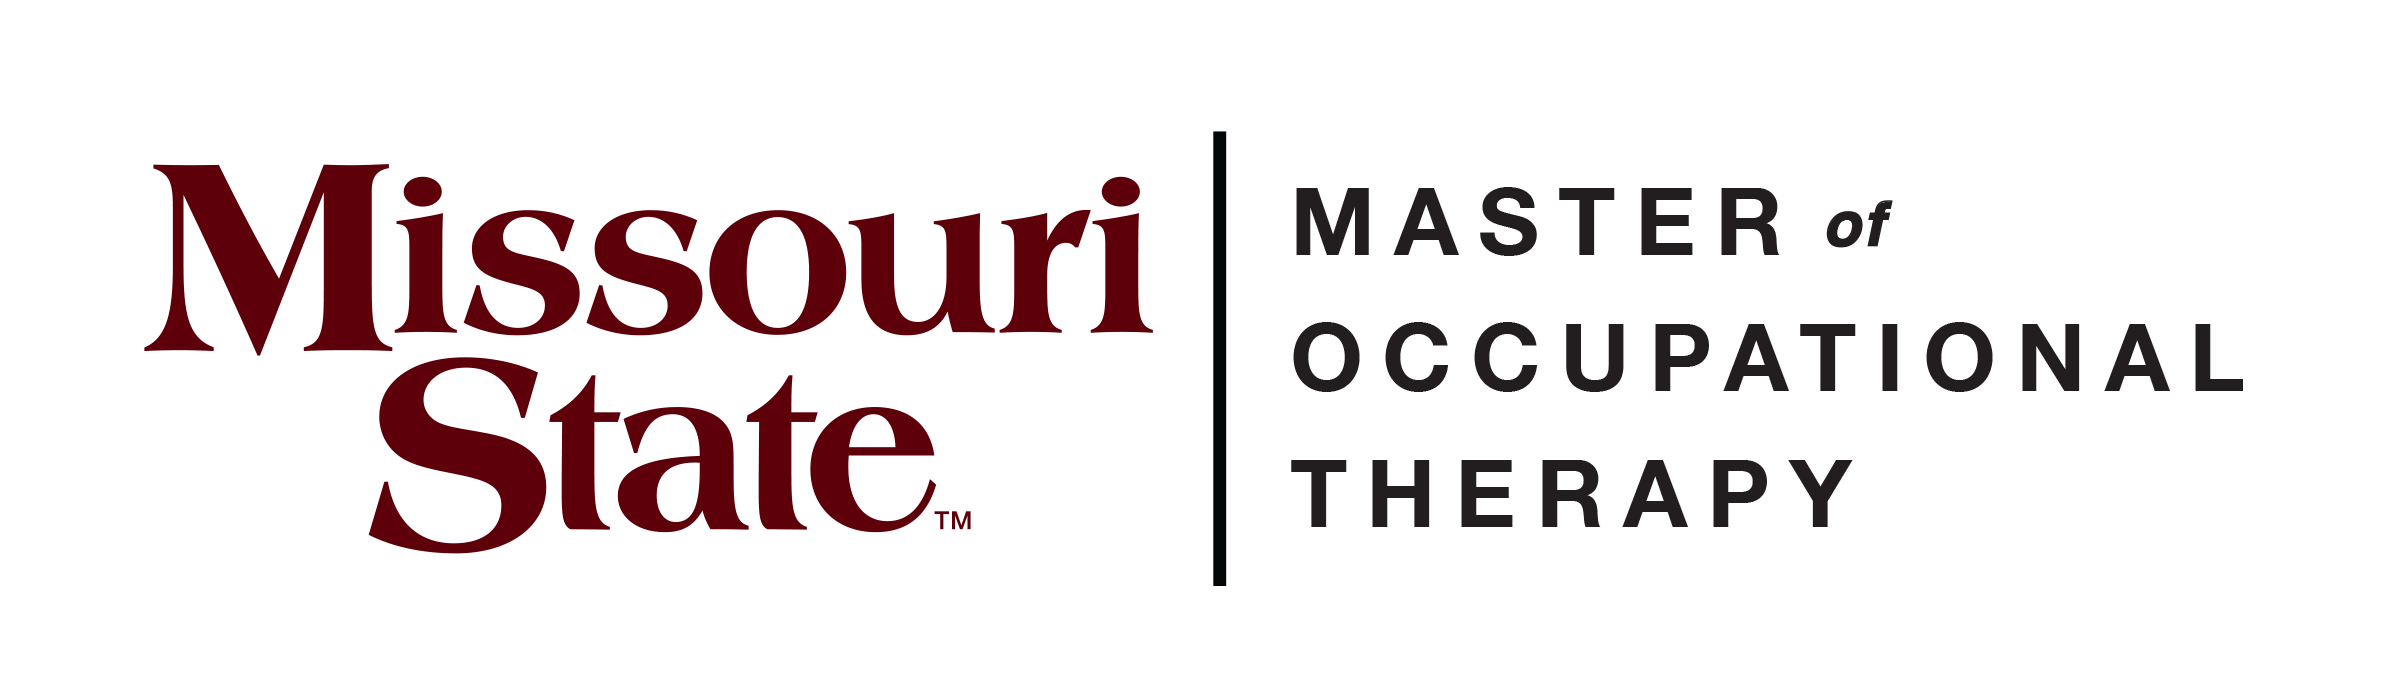 Missouri
State™
MASTER of
OCCUPATIONAL
THERAPY